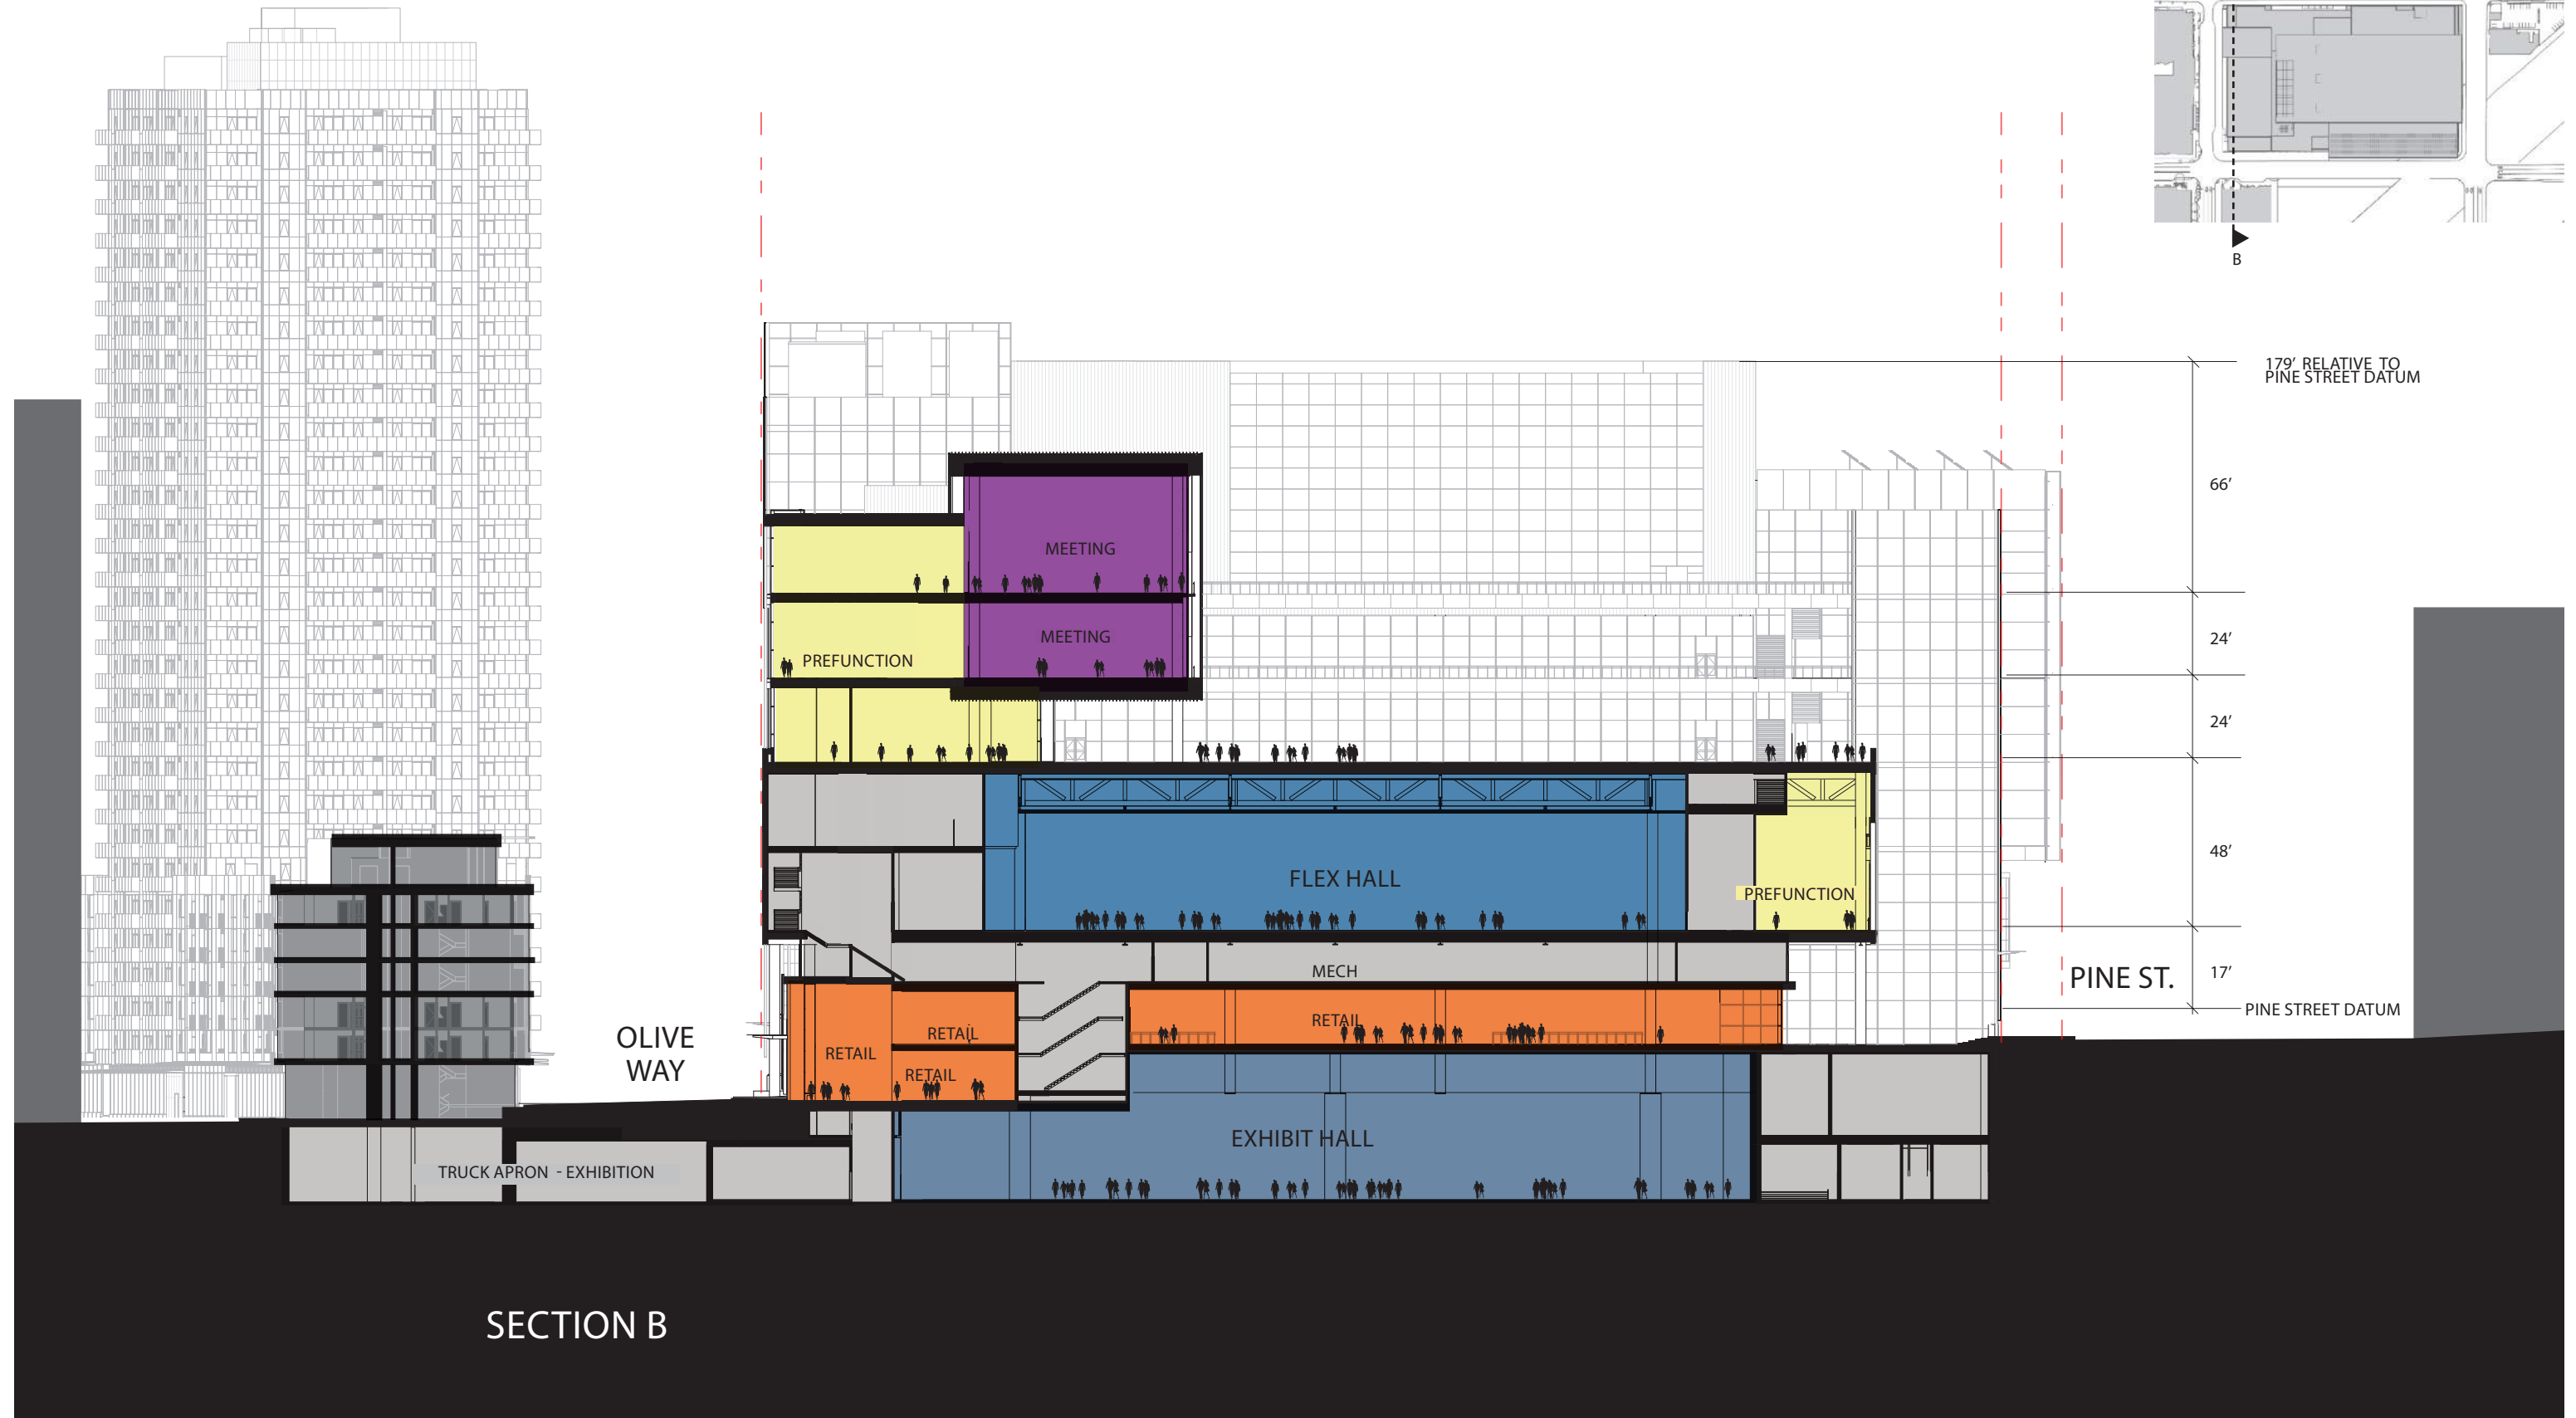 B
179' RELATIVE TO
PINE STREET DATUM
66'
MEETING
24'
MEETING
PREFUNCTION
24'
48'
FLEX HALL
PREFUNCTION
MECH
17'
PINE ST.
PINE STREET DATUM
RETAIL
RETAIL
OLIVE
WAY
RETAIL
RETAIL
EXHIBIT HALL
TRUCK APRON - EXHIBITION
SECTION B